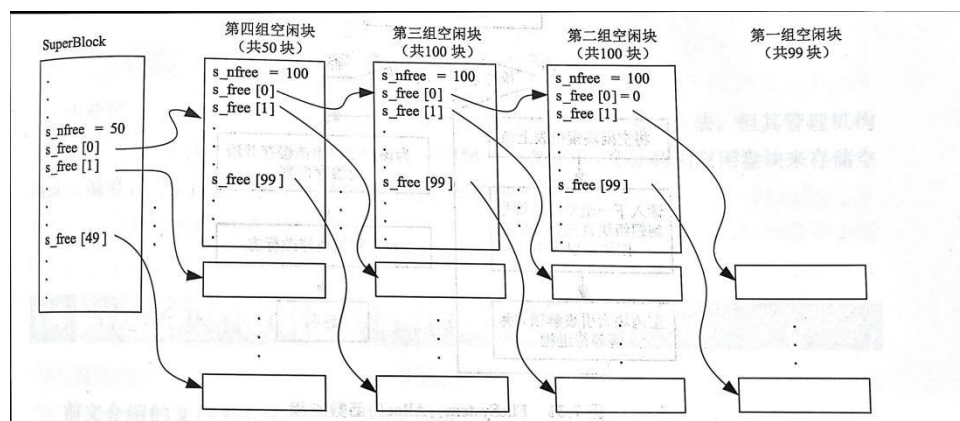 SuperBlock
第四组空闲块
（共50块）
第三组空闲块
（共100块）
第二组空闲块
（共100块）
第一组空闲块
（共99块）
s_nfree = 50
s_free [0]
s_free [1]
s_free [49]
s_nfree = 100
s_free [0]
s_free [1]
s_free [99]
s_nfree = 100
s_free [0]
s_free [1]
s_free [99]
s_nfree = 100
s_free [0]=0
s_free [1]
s_free [99]